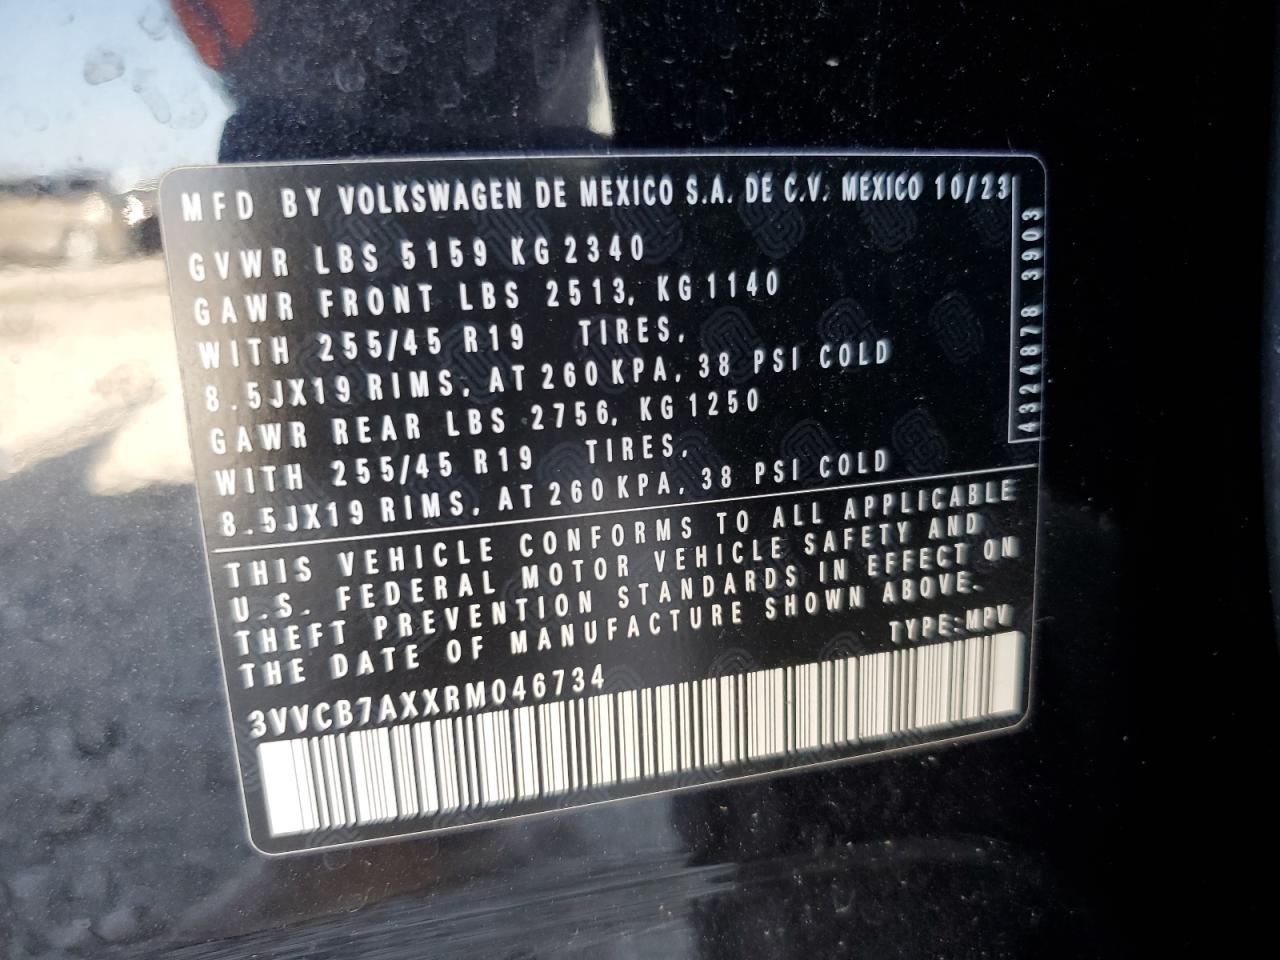 MFD BY VOLKSWAGEN DE MEXICO S.A. DE C.V. MEXICO 10/23
GVWR LBS 5159 KG 2340
GAWR FRONT LBS 2513, KG 1140
WITH 255/45 R19 TIRES,
8.5JX19 RIMS, AT 260 KPA, 38 PSI COLD
GAWR REAR LBS 2756, KG 1250
WITH 255/45 R19 TIRES,
8.5JX19 RIMS, AT 260 KPA, 38 PSI COLD
4324878 3903
THIS VEHICLE CONFORMS TO ALL APPLICABLE
U.S. FEDERAL MOTOR VEHICLE SAFETY AND
THEFT PREVENTION STANDARDS IN EFFECT ON
THE DATE OF MANUFACTURE SHOWN ABOVE.
TYPE:MPV
3VVCB7AXXRM046734